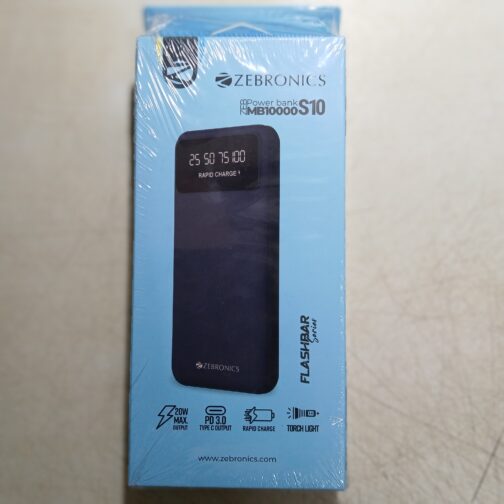 ZEBRONICS
ZEB
Power bank
MB10000S10
25 50 75 100
RAPID CHARGE
ZEBRONICS
FLASHBAR
Series
20W
MAX.
OUTPUT
PD 3.0
TYPE C OUTPUT
RAPID CHARGE
TORCH LIGHT
www.zebronics.com